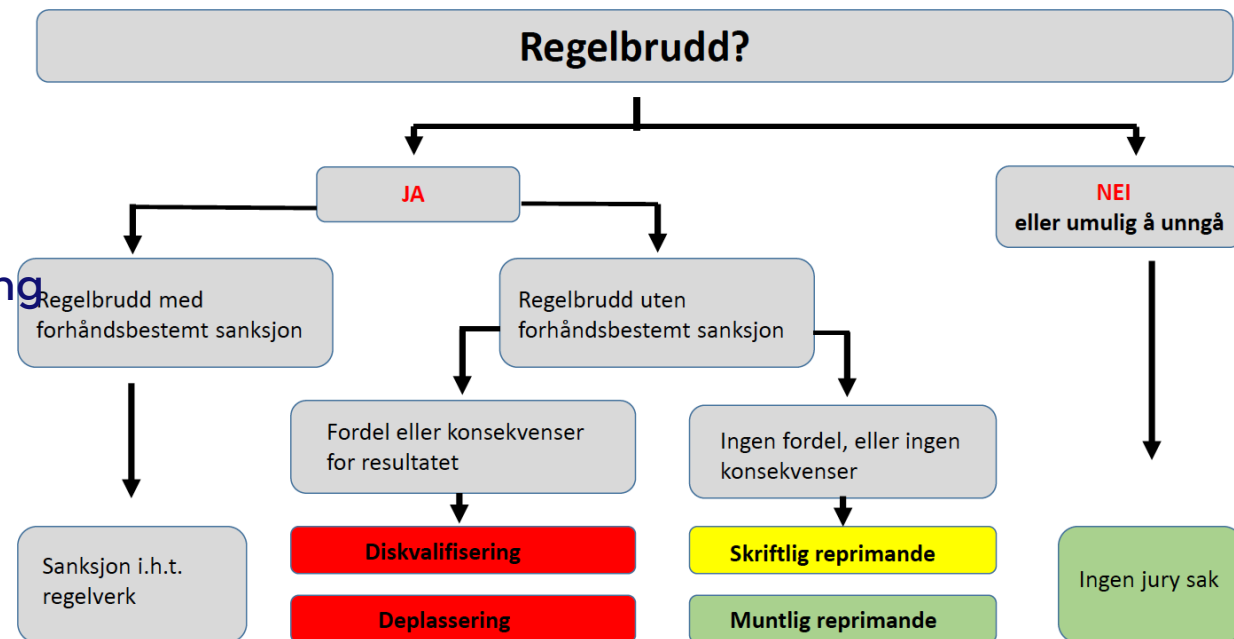 Regelbrudd?
JA
NEI
eller umulig å unngå
ng
Regelbrudd med
forhåndsbestemt sanksjon
Regelbrudd uten
forhåndsbestemt sanksjon
Fordel eller konsekvenser
for resultatet
Ingen fordel, eller ingen
konsekvenser
Diskvalifisering
Skriftlig reprimande
Sanksjon i.h.t.
regelverk
Ingen jury sak
Deplassering
Muntlig reprimande